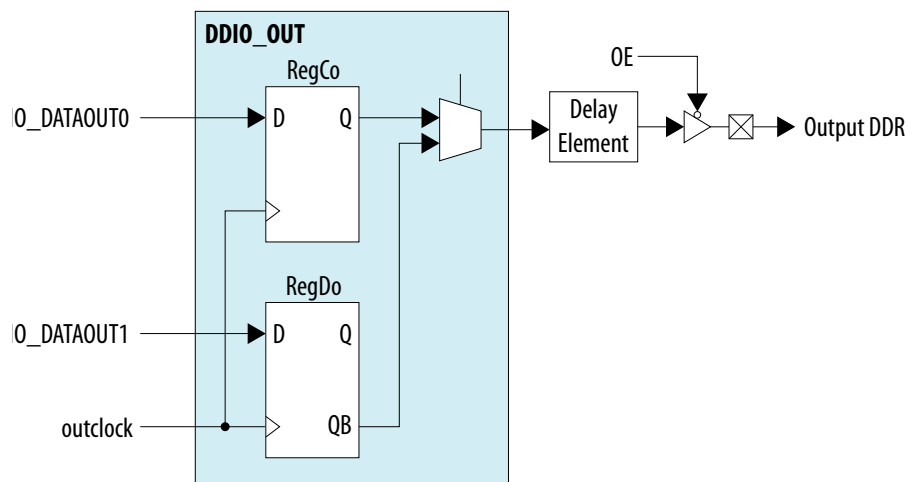 DDIO_OUT
RegCo
OE
IO_DATAOUT0
D
Q
Delay
Element
Output DDR
RegDo
IO_DATAOUT1
D
Q
outclock
QB